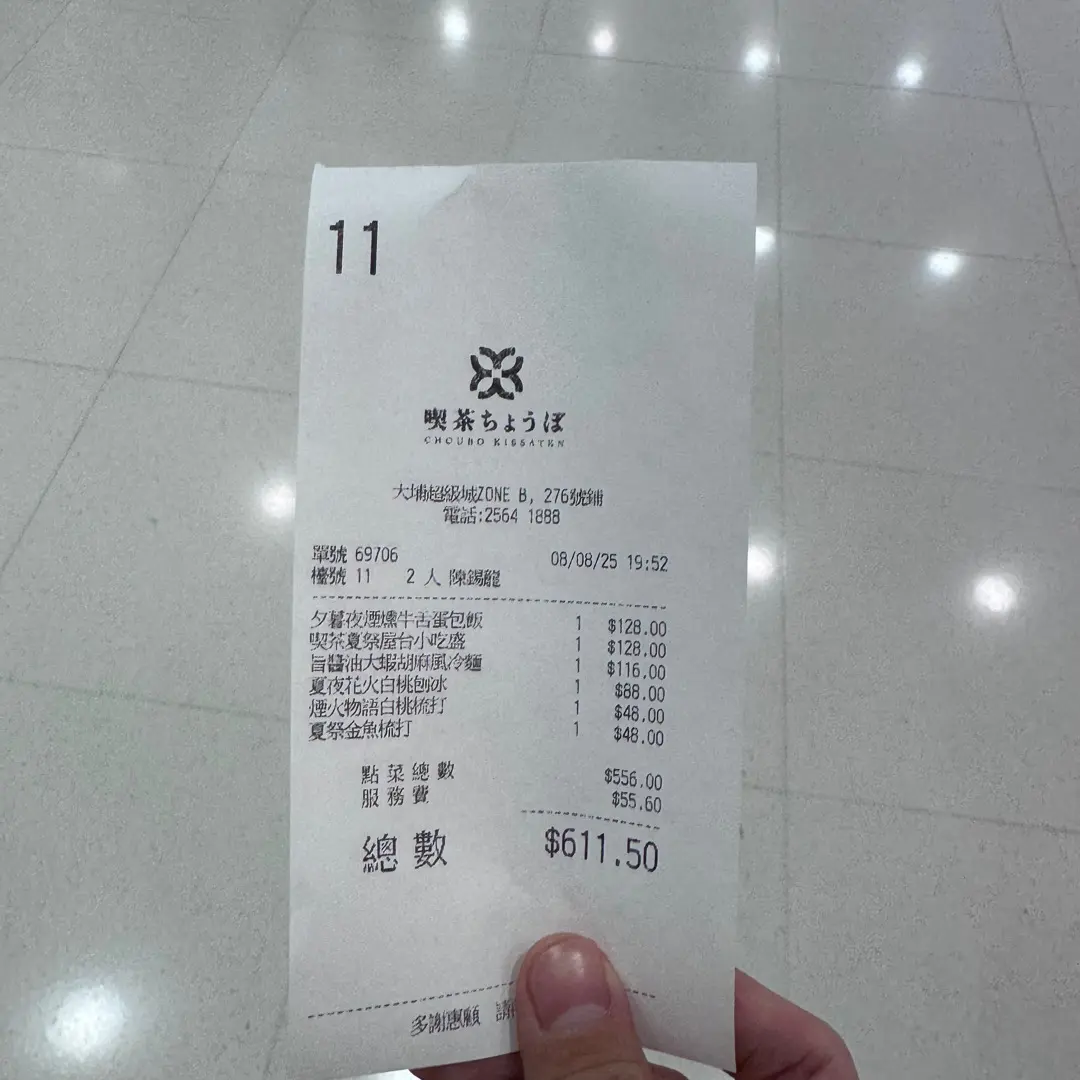 11
喫茶ちょうぼ
CHOUBO KISSATEN
大埔超級城ZONE B, 276號鋪
電話:2564 1888
單號 69706 08/08/25 19:52
檯號 11 2 人 陳錫龍
夕暮夜煙燻牛舌蛋包飯 1 $128.00
喫茶夏祭屋台小吃盛 1 $128.00
旨醬油大蝦胡麻風冷麵 1 $116.00
夏夜花火白桃刨冰 1 $88.00
煙火物語白桃梳打 1 $48.00
夏祭金魚梳打 1 $48.00
點菜總數 $556.00
服務費 $55.60
總數 $611.50
多謝惠顧 請